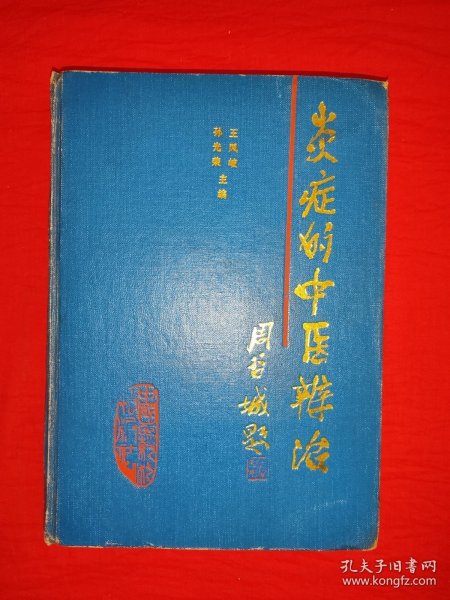 炎症的中医辨治
王凤岐
孙光荣 主编
周谷城题
孔夫子旧书网
www.kongfz.com